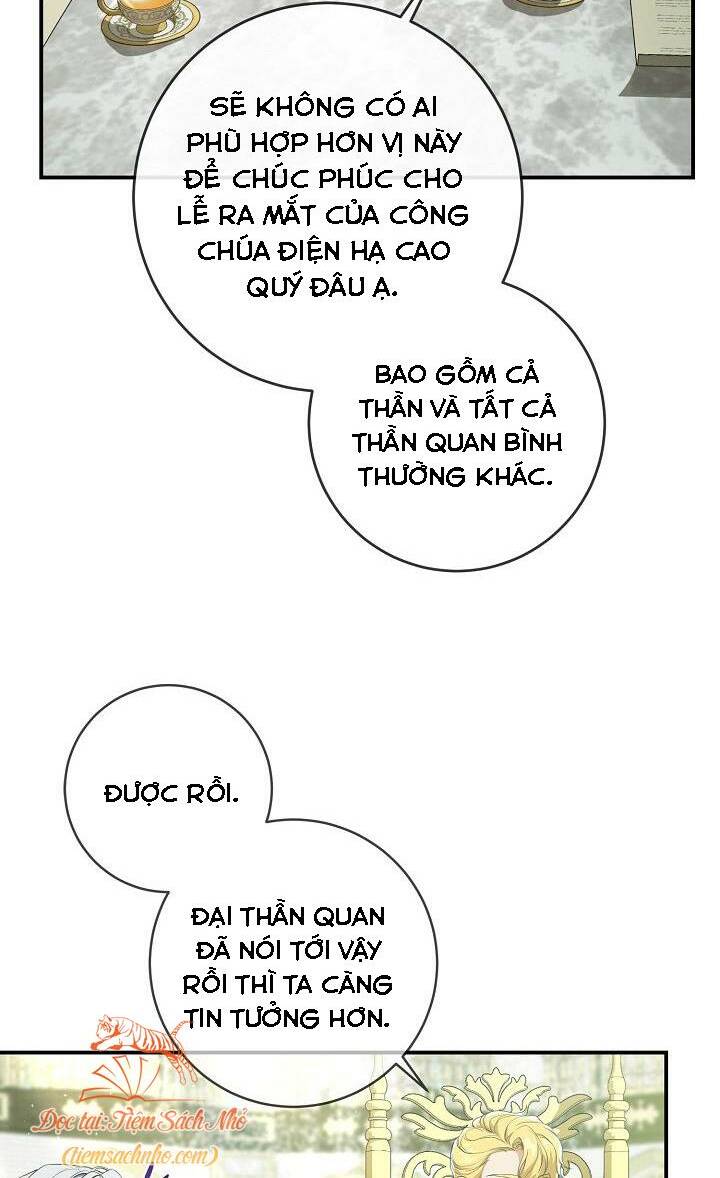 SẼ KHÔNG CÓ AI
PHÙ HỢP HƠN VỊ NÀY
ĐỂ CHÚC PHÚC CHO
LỄ RA MẮT CỦA CÔNG
CHÚA ĐIỆN HẠ CAO
QUÝ ĐÂU Ạ.
BAO GỒM CẢ
THẦN VÀ TẤT CẢ
THẦN QUAN BÌNH
THƯỜNG KHÁC.
ĐƯỢC RỒI.
ĐẠI THẦN QUAN
ĐÃ NÓI TỚI VẬY
RỒI THÌ TA CÀNG
TIN TƯỞNG HƠN.
Đọc tại: Tiệm Sách Nhỏ
(tiemsachnho.com)